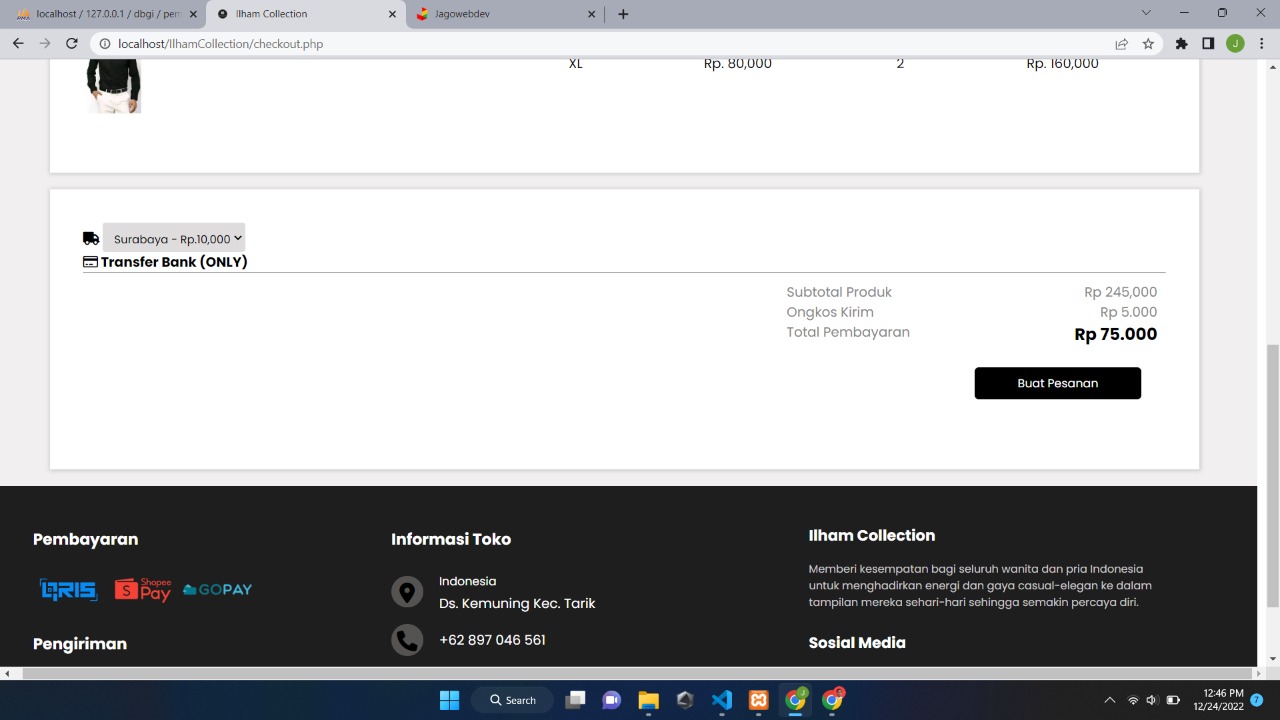 localhost / 127.0.0.1 / dbgi / pem
Ilham Collection
Jagowebdev
localhost/IlhamCollection/checkout.php
J
XL Rp. 80,000 2 Rp. 160,000
Surabaya - Rp.10,000
Transfer Bank (ONLY)
Subtotal Produk Rp 245,000
Ongkos Kirim Rp 5.000
Total Pembayaran Rp 75.000
Buat Pesanan
Pembayaran
QRIS
Shopee
Pay
GOPAY
Pengiriman
Informasi Toko
Indonesia
Ds. Kemuning Kec. Tarik
+62 897 046 561
Ilham Collection
Memberi kesempatan bagi seluruh wanita dan pria Indonesia
untuk menghadirkan energi dan gaya casual-elegan ke dalam
tampilan mereka sehari-hari sehingga semakin percaya diri.
Sosial Media
Search
12:46 PM
12/24/2022
7